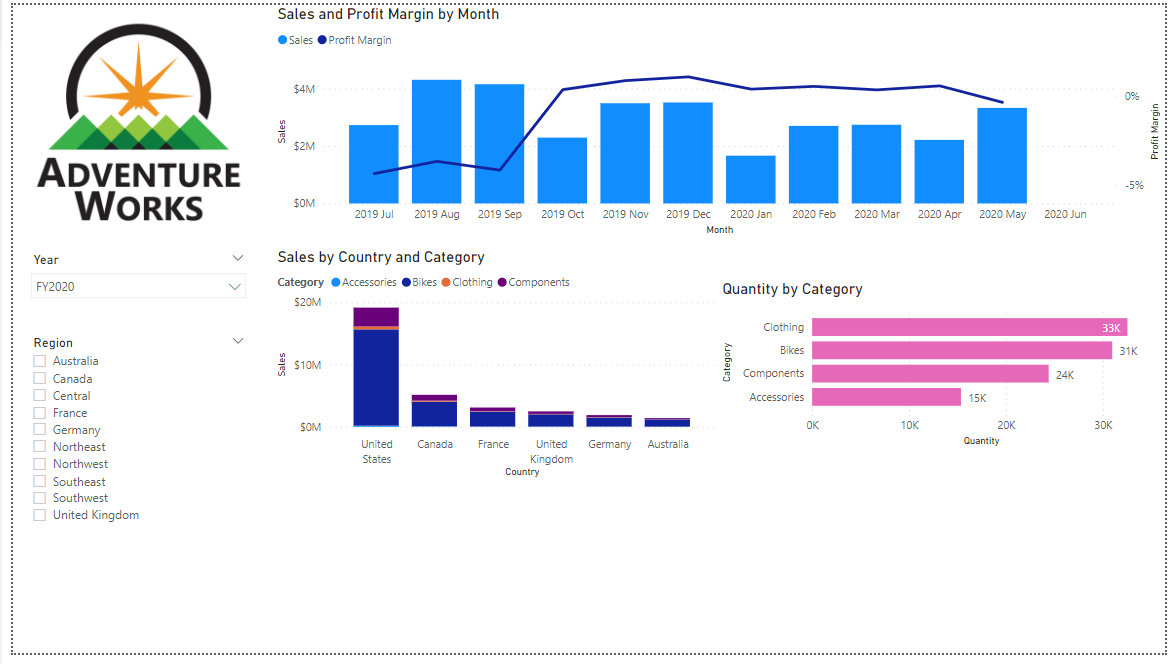 ADVENTURE
WORKS
Year
FY2020
Region
Australia
Canada
Central
France
Germany
Northeast
Northwest
Southeast
Southwest
United Kingdom
Sales and Profit Margin by Month
Sales Profit Margin
$4M
$2M
$0M
Sales
0%
-5%
Profit Margin
2019 Jul 2019 Aug 2019 Sep 2019 Oct 2019 Nov 2019 Dec 2020 Jan 2020 Feb 2020 Mar 2020 Apr 2020 May 2020 Jun
Month
Sales by Country and Category
Category Accessories Bikes Clothing Components
$20M
$10M
$0M
Sales
United States
Canada
France
United Kingdom
Germany
Australia
Country
Quantity by Category
Category
Clothing 33K
Bikes 31K
Components 24K
Accessories 15K
0K 10K 20K 30K
Quantity